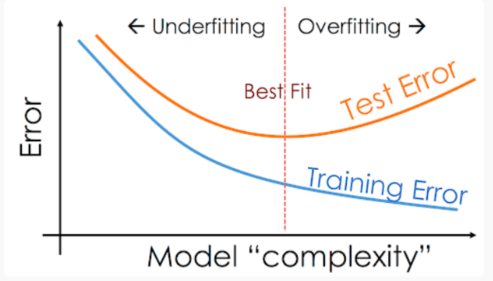 ← Underfitting
Overfitting →
Best Fit
Test Error
Error
Training Error
Model “complexity”